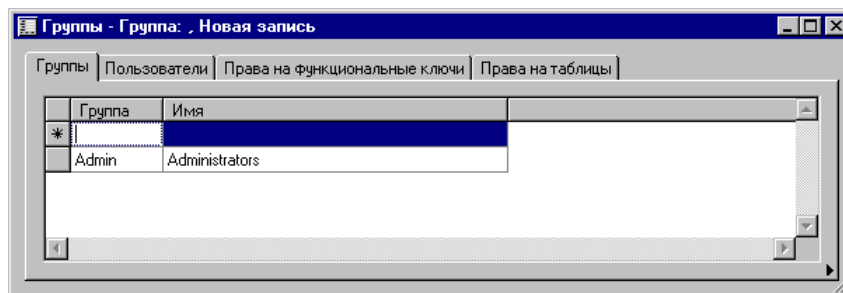 Группы - Группа: , Новая запись
Группы Пользователи Права на функциональные ключи Права на таблицы
Группа Имя
*
Admin Administrators